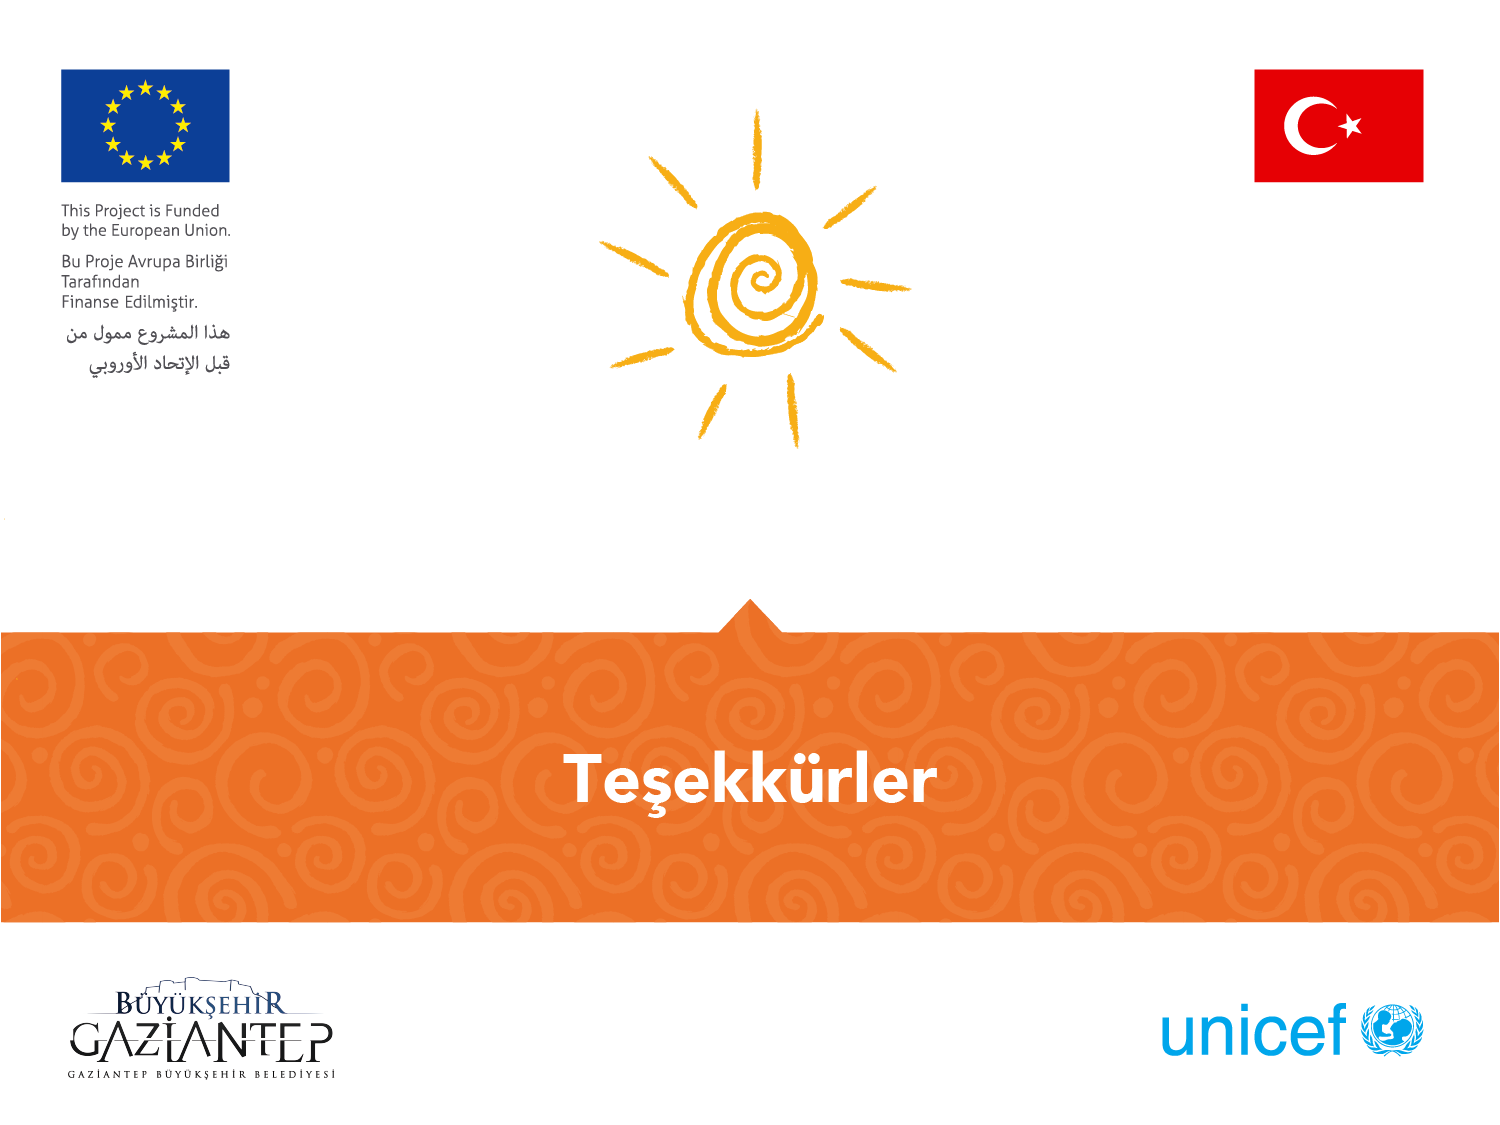 This Project is Funded
by the European Union.
Bu Proje Avrupa Birliği
Tarafından
Finanse Edilmiştir.
هذا المشروع ممول من
قبل الإتحاد الأوروبي
Teşekkürler
BÜYÜKŞEHİR
GAZİANTEP
GAZİANTEP BÜYÜKŞEHİR BELEDİYESİ
unicef